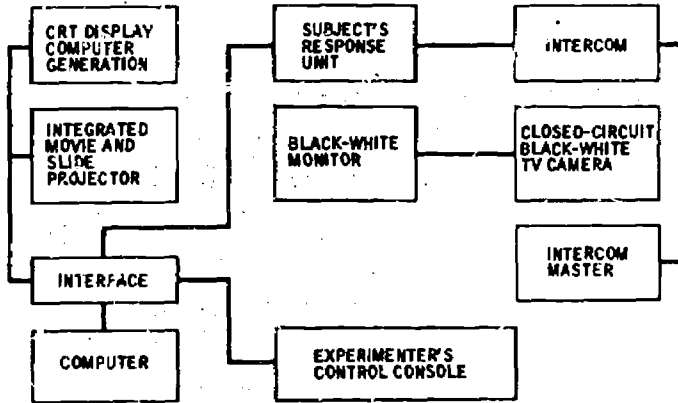 CRT DISPLAY
COMPUTER
GENERATION
SUBJECT'S
RESPONSE
UNIT
INTERCOM
INTEGRATED
MOVIE AND
SLIDE
PROJECTOR
BLACK-WHITE
MONITOR
CLOSED-CIRCUIT
BLACK-WHITE
TV CAMERA
INTERFACE
INTERCOM
MASTER
COMPUTER
EXPERIMENTER'S
CONTROL CONSOLE